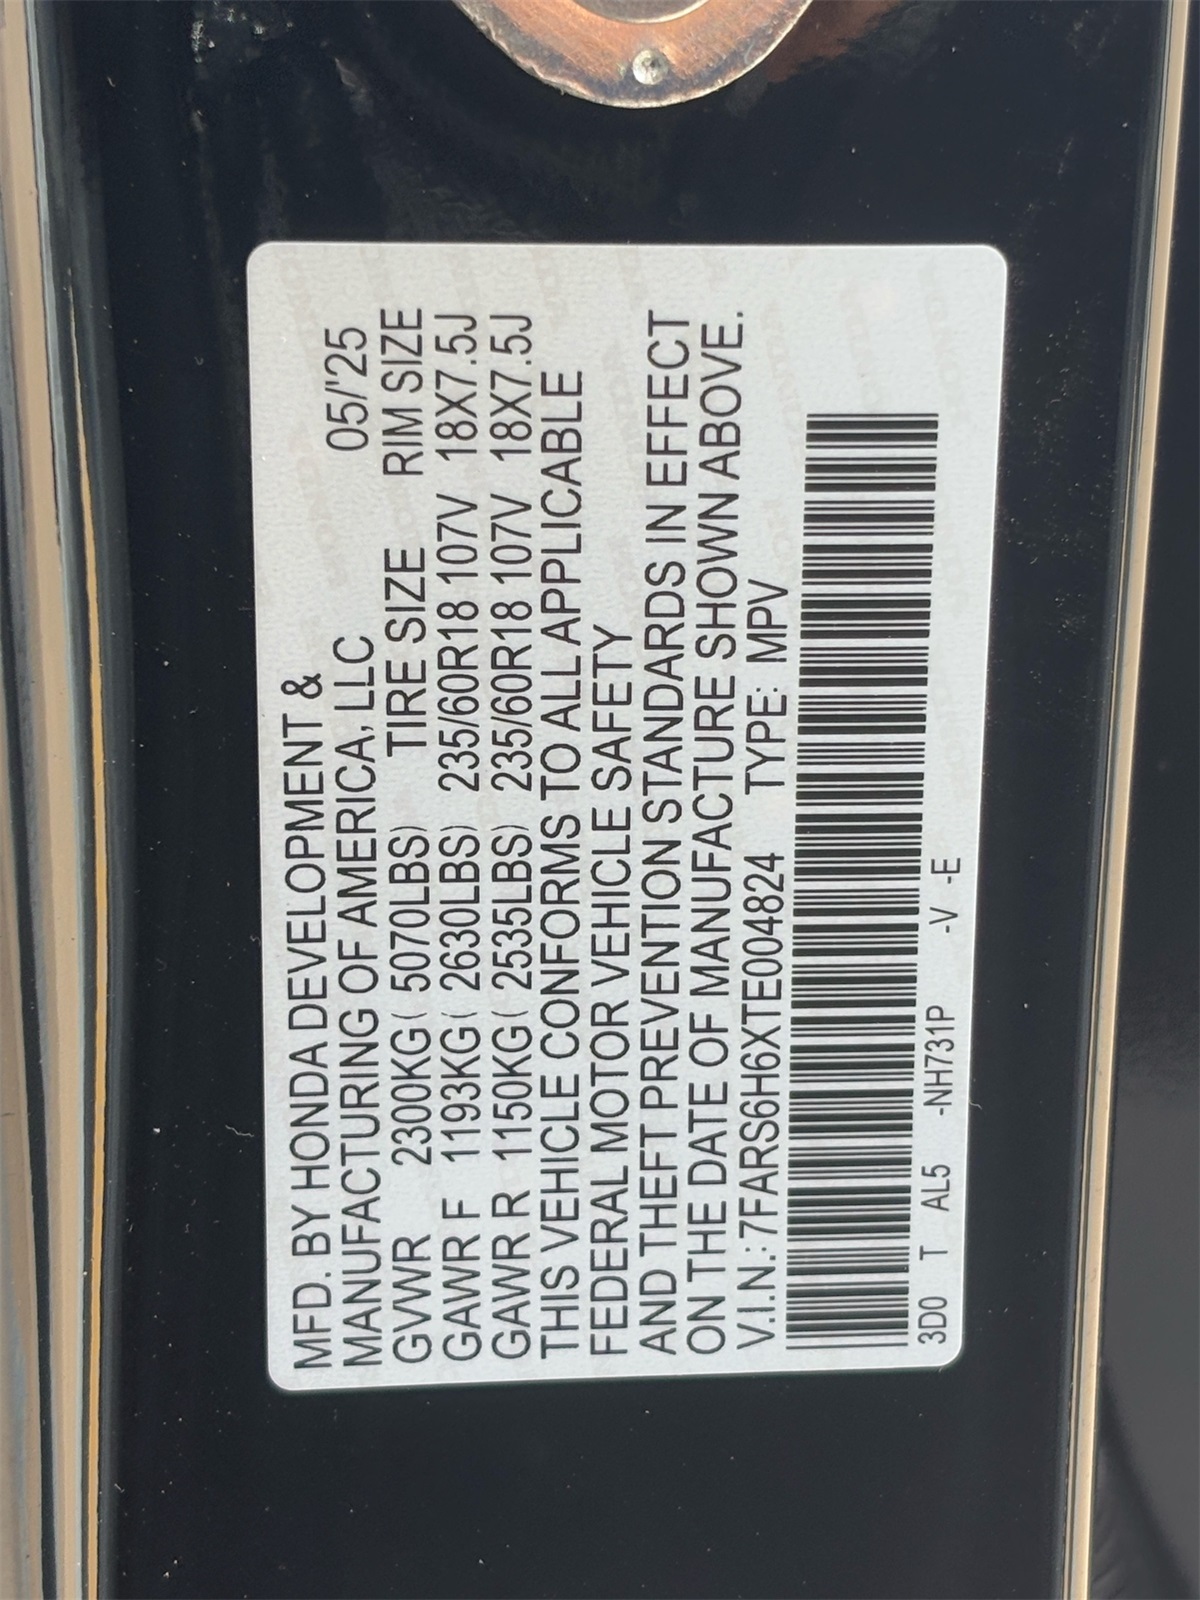 MFD. BY HONDA DEVELOPMENT &
MANUFACTURING OF AMERICA, LLC 05/'25
GVWR 2300KG ( 5070LBS) TIRE SIZE RIM SIZE
GAWR F 1193KG ( 2630LBS) 235/60R18 107V 18X7.5J
GAWR R 1150KG ( 2535LBS) 235/60R18 107V 18X7.5J
THIS VEHICLE CONFORMS TO ALL APPLICABLE
FEDERAL MOTOR VEHICLE SAFETY
AND THEFT PREVENTION STANDARDS IN EFFECT
ON THE DATE OF MANUFACTURE SHOWN ABOVE.
V.I.N.: 7FARS6H6XTE004824 TYPE: MPV
3D0 T AL5 -NH731P -V -E